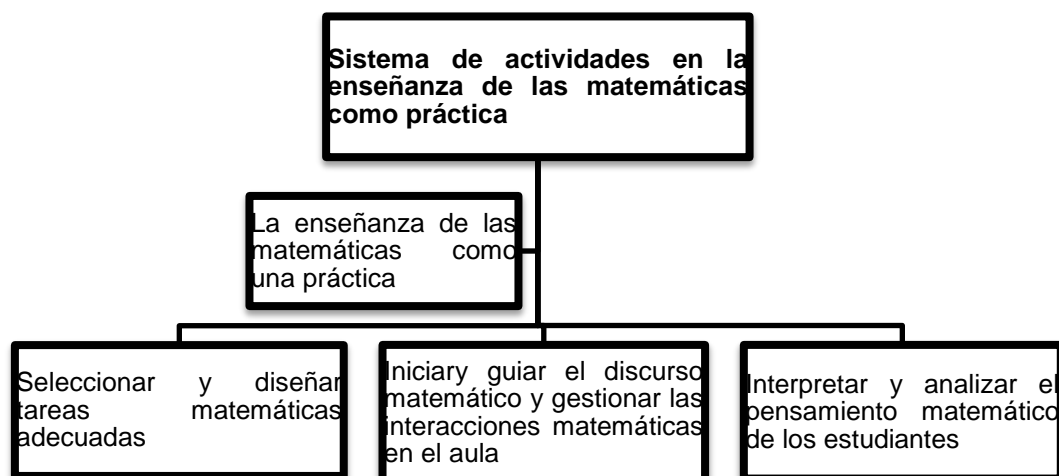 Sistema de actividades en la
enseñanza de las matemáticas
como práctica
La enseñanza de las
matemáticas como
una práctica
Seleccionar y diseñar
tareas matemáticas
adecuadas
Iniciary guiar el discurso
matemático y gestionar las
interacciones matemáticas
en el aula
Interpretar y analizar el
pensamiento matemático
de los estudiantes